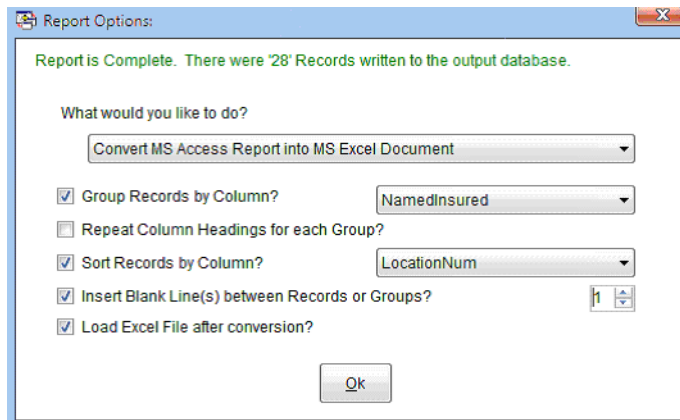 Report Options:
Report is Complete. There were '28' Records written to the output database.
What would you like to do?
Convert MS Access Report into MS Excel Document
Group Records by Column? NamedInsured
Repeat Column Headings for each Group?
Sort Records by Column? LocationNum
Insert Blank Line(s) between Records or Groups? 1
Load Excel File after conversion?
Ok